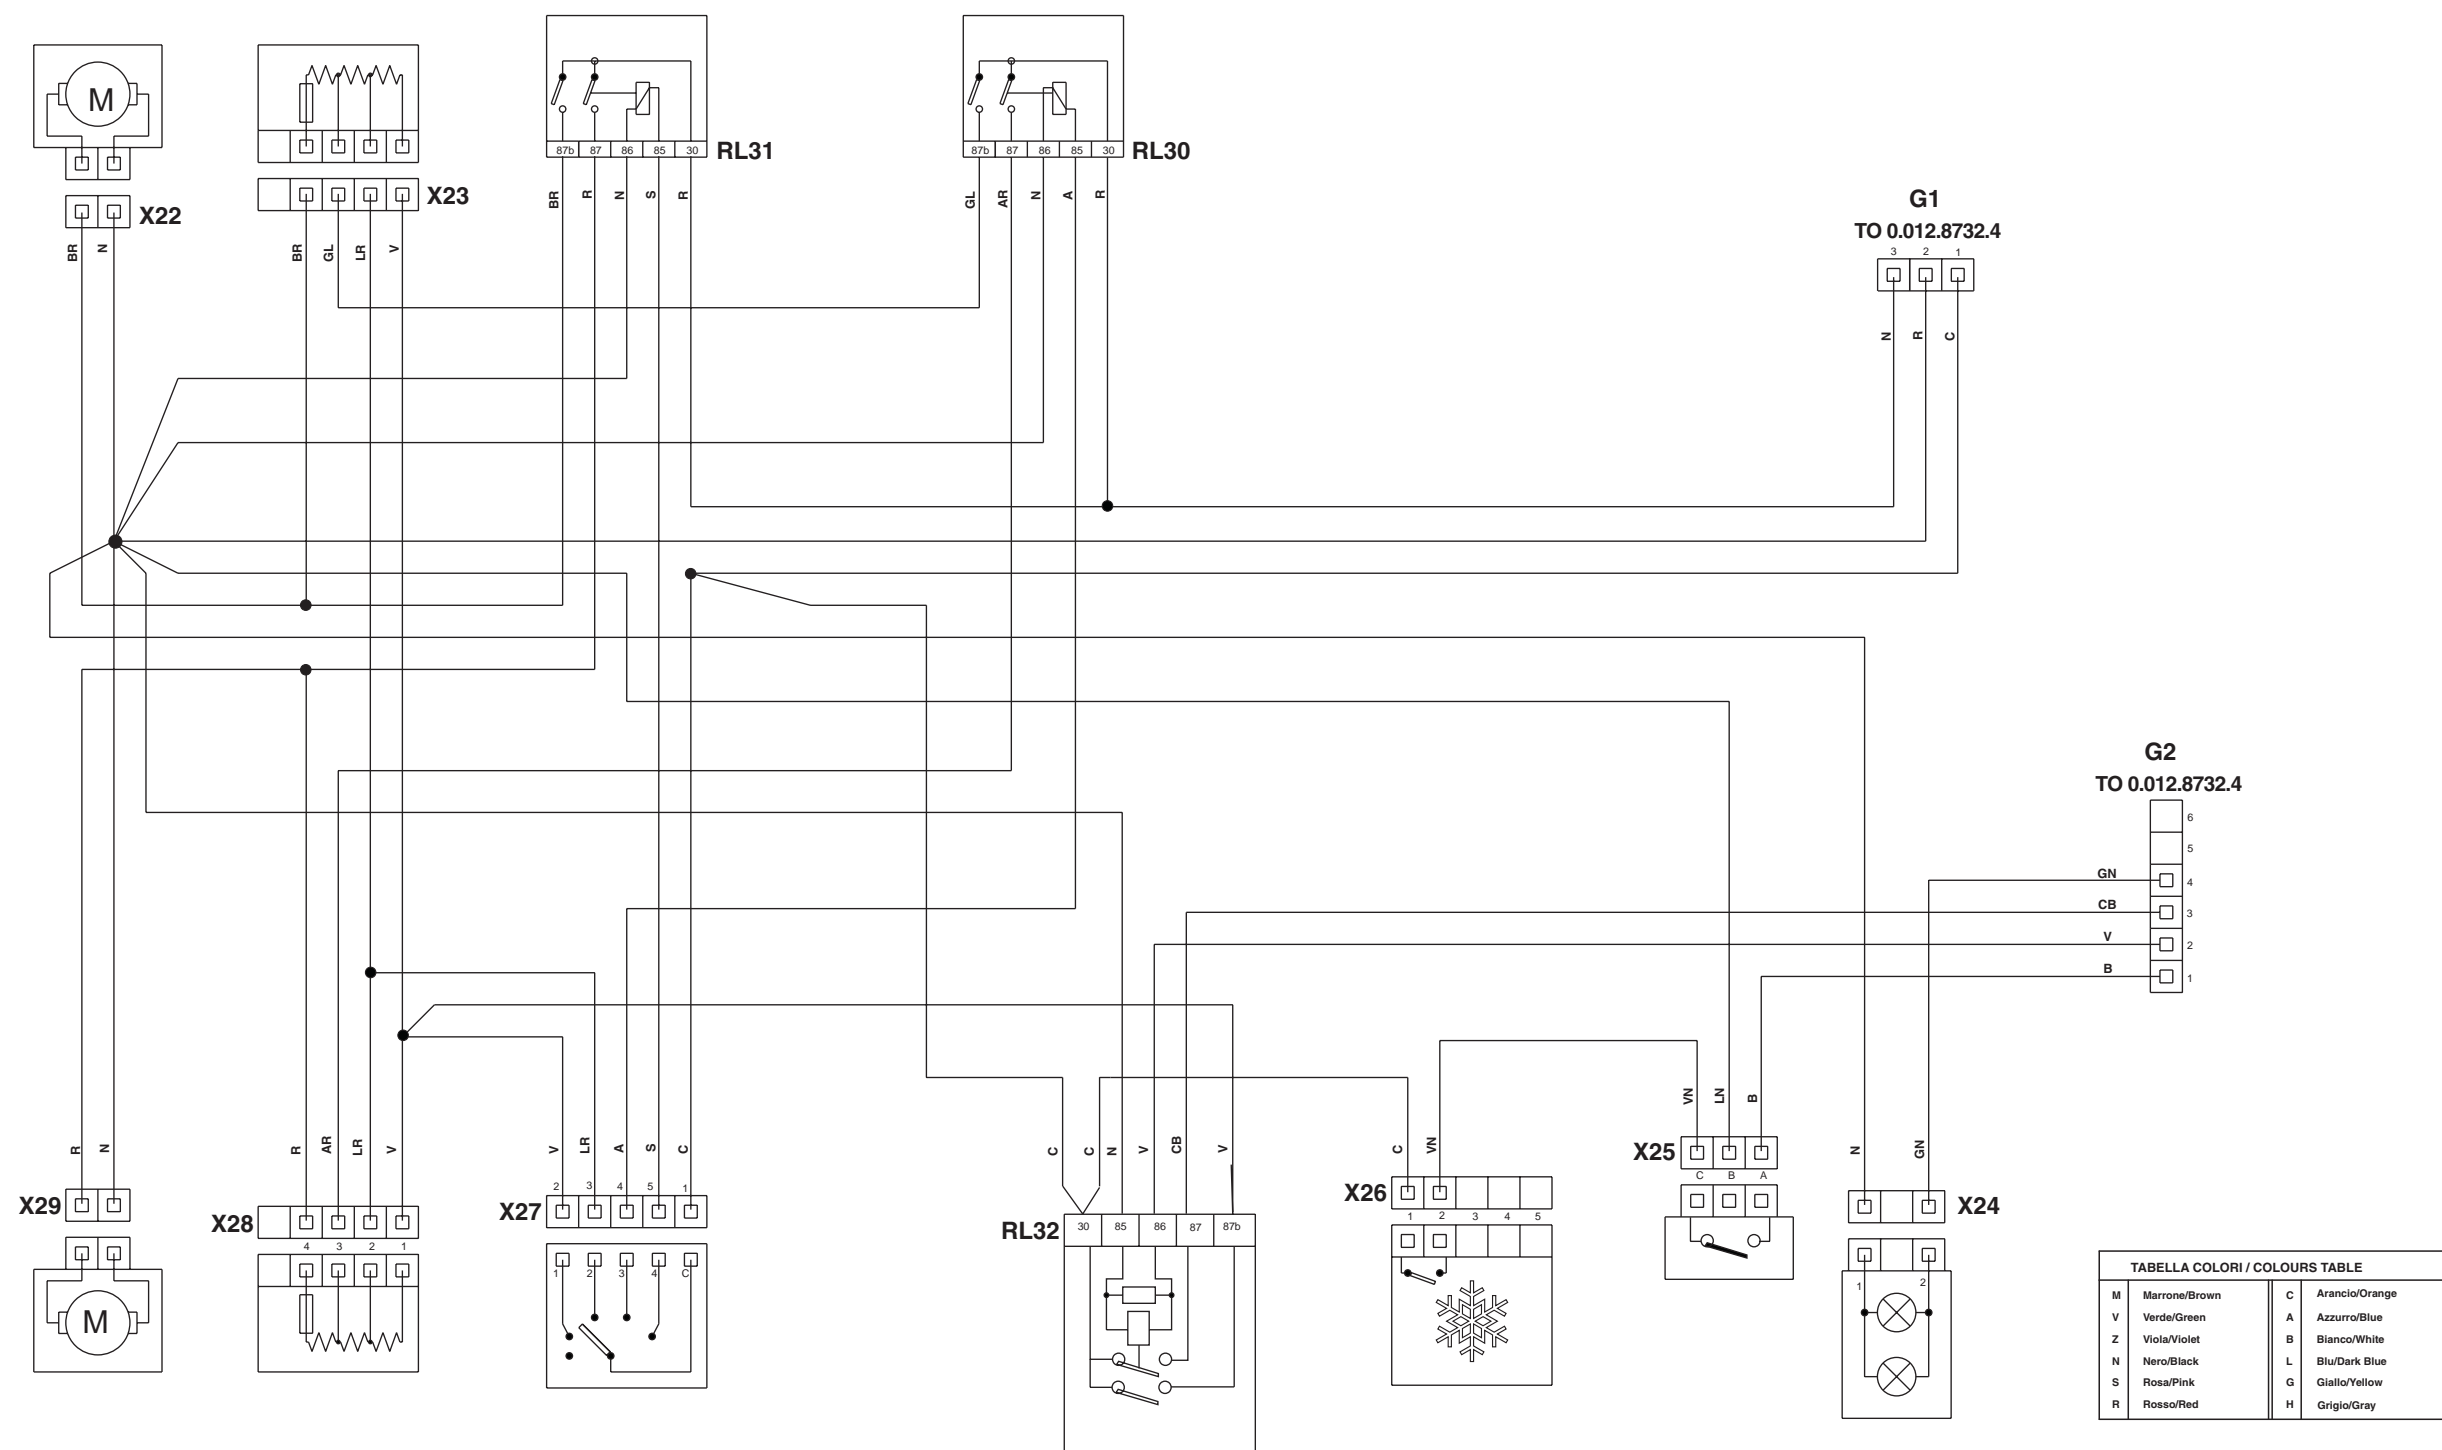 M
RL31
RL30
87b 87 86 85 30
87b 87 86 85 30
X23
X22
BR R N S R
GL AR N A R
G1
TO 0.012.8732.4
3 2 1
BR N
BR GL LR V
N R C
G2
TO 0.012.8732.4
6
5
GN 4
CB 3
V 2
B 1
VN LN B
R N
R AR LR V
V LR A S C
C C N V CB V
C VN
N GN
X25
C B A
X29
X28
4 3 2 1
X27
2 3 4 5 1
1 2 3 4 C
RL32
30 85 86 87 87b
X26
1 2 3 4 5
X24
1 2
M
TABELLA COLORI / COLOURS TABLE
M Marrone/Brown C Arancio/Orange
V Verde/Green A Azzurro/Blue
Z Viola/Violet B Bianco/White
N Nero/Black L Blu/Dark Blue
S Rosa/Pink G Giallo/Yellow
R Rosso/Red H Grigio/Gray